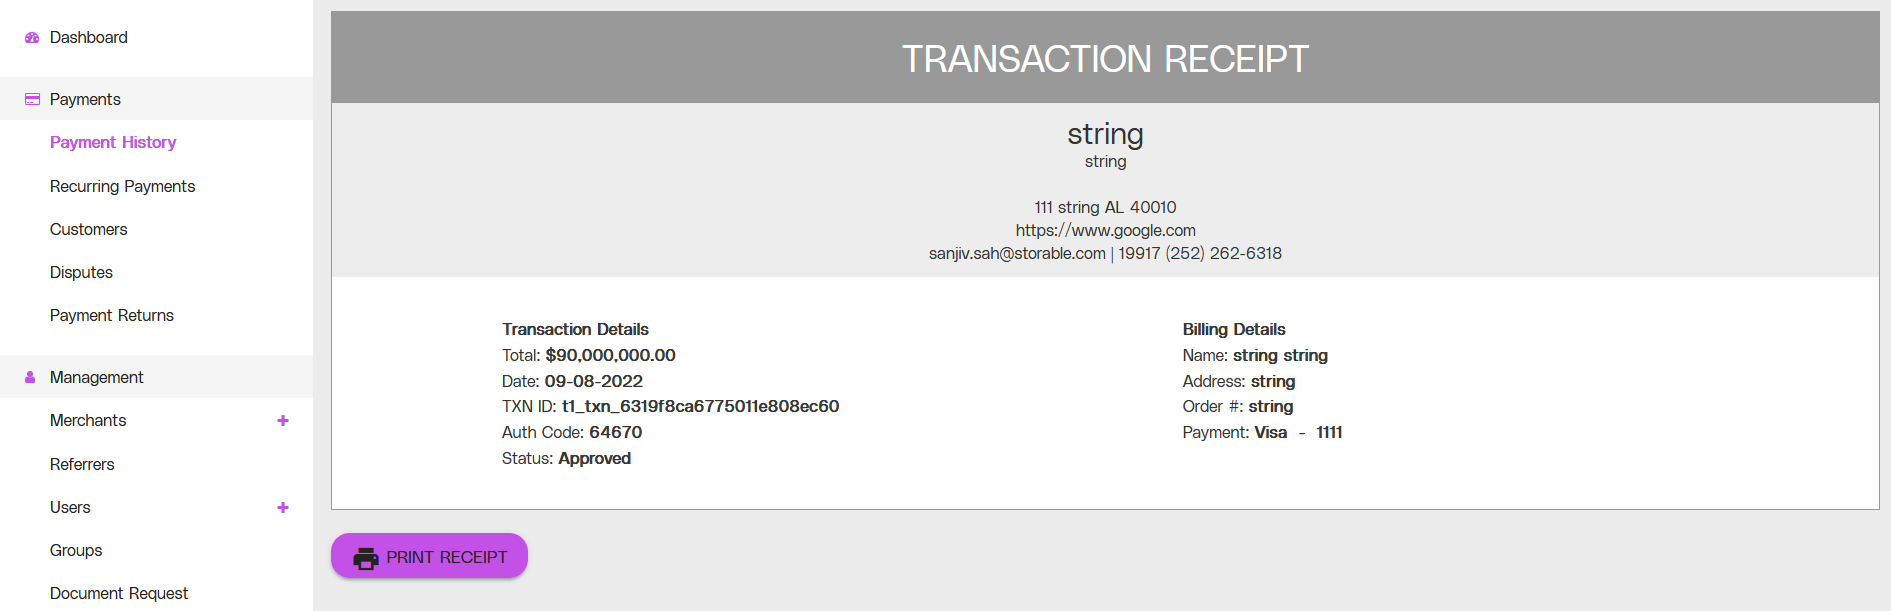 Dashboard
Payments
Payment History
Recurring Payments
Customers
Disputes
Payment Returns
Management
Merchants
Referrers
Users
Groups
Document Request
TRANSACTION RECEIPT
string
string
111 string AL 40010
https://www.google.com
sanjiv.sah@storable.com | 19917 (252) 262-6318
Transaction Details
Total: $90,000,000.00
Date: 09-08-2022
TXN ID: t1_txn_6319f8ca6775011e808ec60
Auth Code: 64670
Status: Approved
Billing Details
Name: string string
Address: string
Order #: string
Payment: Visa - 1111
PRINT RECEIPT